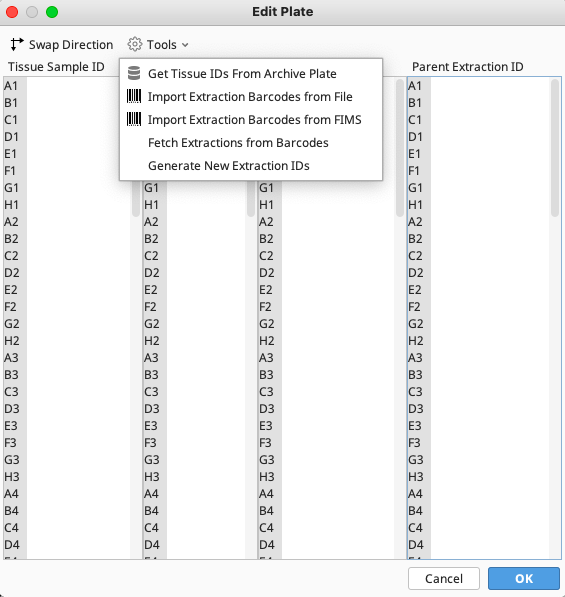 Edit Plate
Swap Direction Tools
Tissue Sample ID Parent Extraction ID
Get Tissue IDs From Archive Plate
Import Extraction Barcodes from File
Import Extraction Barcodes from FIMS
Fetch Extractions from Barcodes
Generate New Extraction IDs
A1 A1
B1 B1
C1 C1
D1 D1
E1 E1
F1 F1
G1 G1 G1 G1
H1 H1 H1 H1
A2 A2 A2 A2
B2 B2 B2 B2
C2 C2 C2 C2
D2 D2 D2 D2
E2 E2 E2 E2
F2 F2 F2 F2
G2 G2 G2 G2
H2 H2 H2 H2
A3 A3 A3 A3
B3 B3 B3 B3
C3 C3 C3 C3
D3 D3 D3 D3
E3 E3 E3 E3
F3 F3 F3 F3
G3 G3 G3 G3
H3 H3 H3 H3
A4 A4 A4 A4
B4 B4 B4 B4
C4 C4 C4 C4
D4 D4 D4 D4
Cancel OK